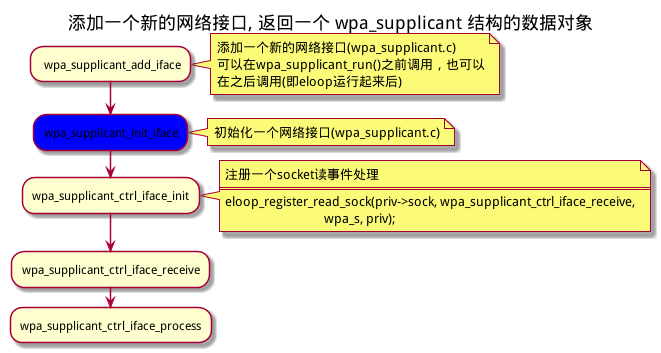 添加一个新的网络接口, 返回一个 wpa_supplicant 结构的数据对象
wpa_supplicant_add_iface
添加一个新的网络接口(wpa_supplicant.c)
可以在wpa_supplicant_run()之前调用，也可以
在之后调用(即eloop运行起来后)
wpa_supplicant_init_iface
初始化一个网络接口(wpa_supplicant.c)
wpa_supplicant_ctrl_iface_init
注册一个socket读事件处理
eloop_register_read_sock(priv->sock, wpa_supplicant_ctrl_iface_receive,
wpa_s, priv);
wpa_supplicant_ctrl_iface_receive
wpa_supplicant_ctrl_iface_process